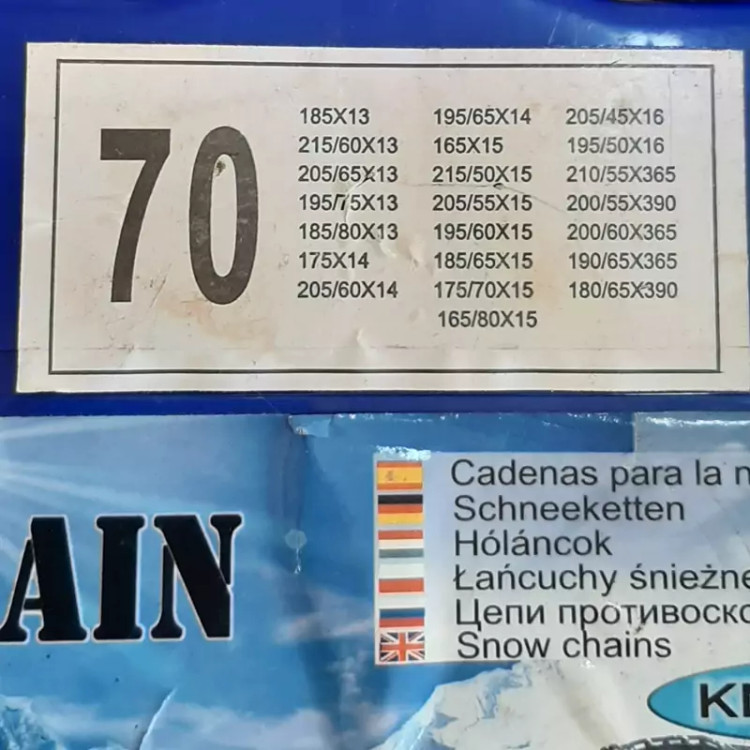 70
185X13
215/60X13
205/65X13
195/75X13
185/80X13
175X14
205/60X14
195/65X14
165X15
215/50X15
205/55X15
195/60X15
185/65X15
175/70X15
165/80X15
205/45X16
195/50X16
210/55X365
200/55X390
200/60X365
190/65X365
180/65X390
AIN
Cadenas para la
Schneeketten
Hóláncok
Łańcuchy śnieżne
Цепи
Snow chains